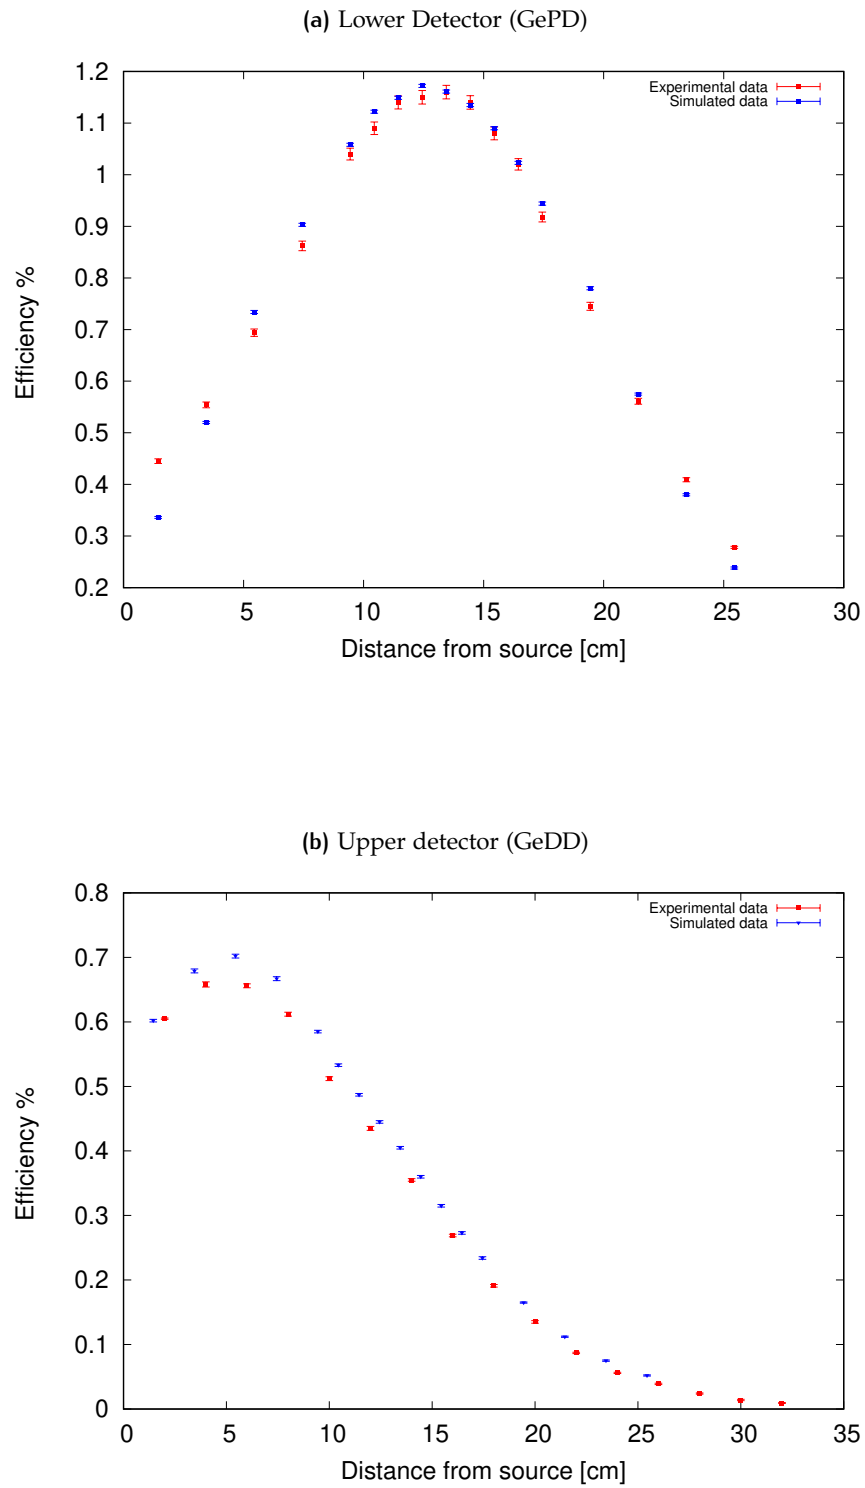 (a) Lower Detector (GePD)
1.2
1.1
1
0.9
0.8
0.7
0.6
0.5
0.4
0.3
0.2
Efficiency %
Experimental data
Simulated data
0 5 10 15 20 25 30
Distance from source [cm]
(b) Upper detector (GeDD)
0.8
0.7
0.6
0.5
0.4
0.3
0.2
0.1
0
Efficiency %
Experimental data
Simulated data
0 5 10 15 20 25 30 35
Distance from source [cm]